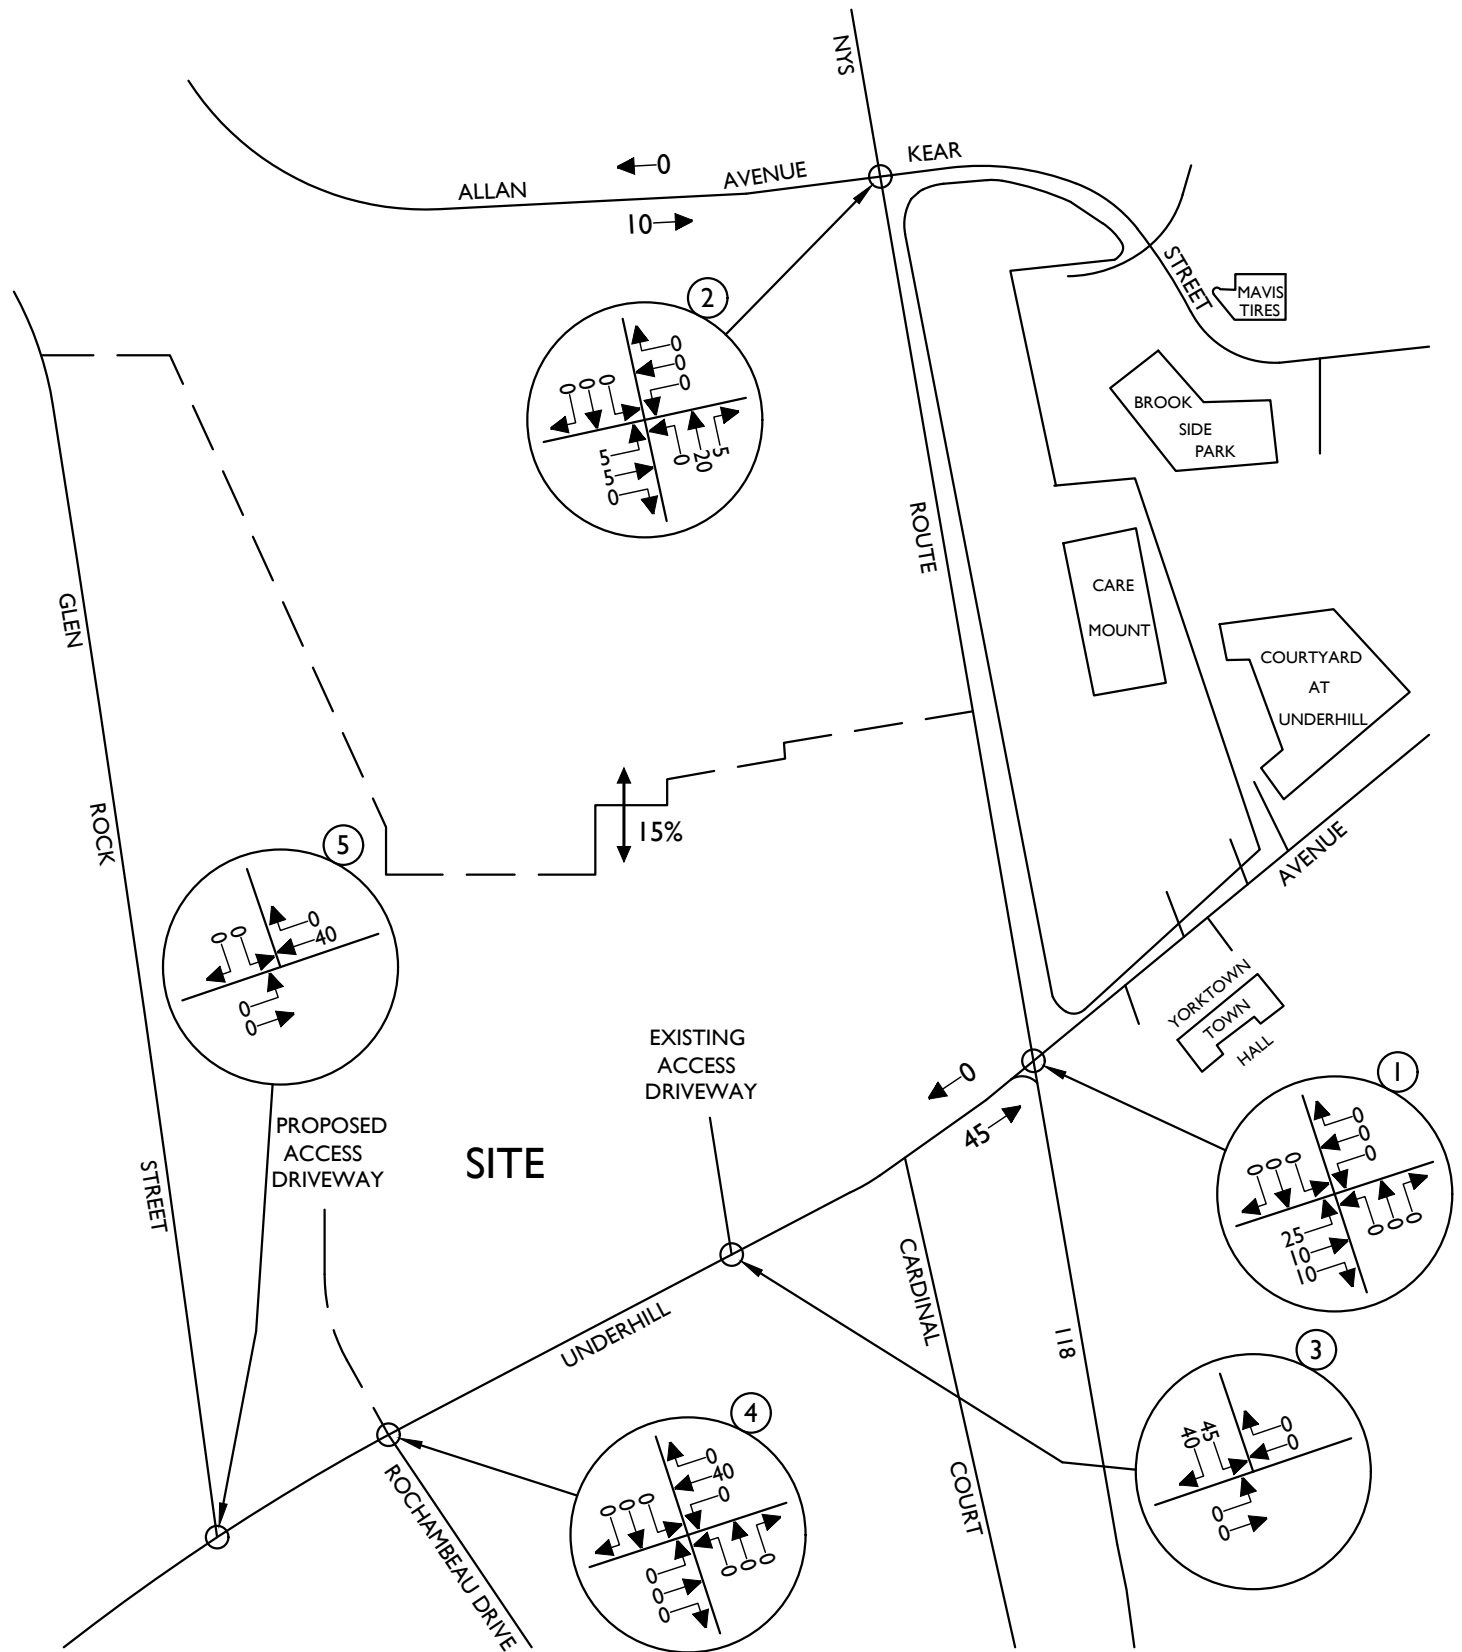 NYS
KEAR
0
ALLAN
AVENUE
10
STREET
MAVIS
TIRES
2
0
0
0
0
0
0
5
5
0
0
20
5
BROOK
SIDE
PARK
ROUTE
CARE
MOUNT
GLEN
COURTYARD
AT
UNDERHILL
15%
ROCK
AVENUE
5
0
40
0
0
0
0
YORKTOWN
TOWN
HALL
EXISTING
ACCESS
DRIVEWAY
0
45
1
0
0
0
0
0
0
25
10
10
0
0
0
PROPOSED
ACCESS
DRIVEWAY
SITE
STREET
CARDINAL
UNDERHILL
118
3
40
45
0
0
0
0
4
0
40
0
0
0
0
0
0
0
0
0
0
COURT
ROCHAMBEAU DRIVE